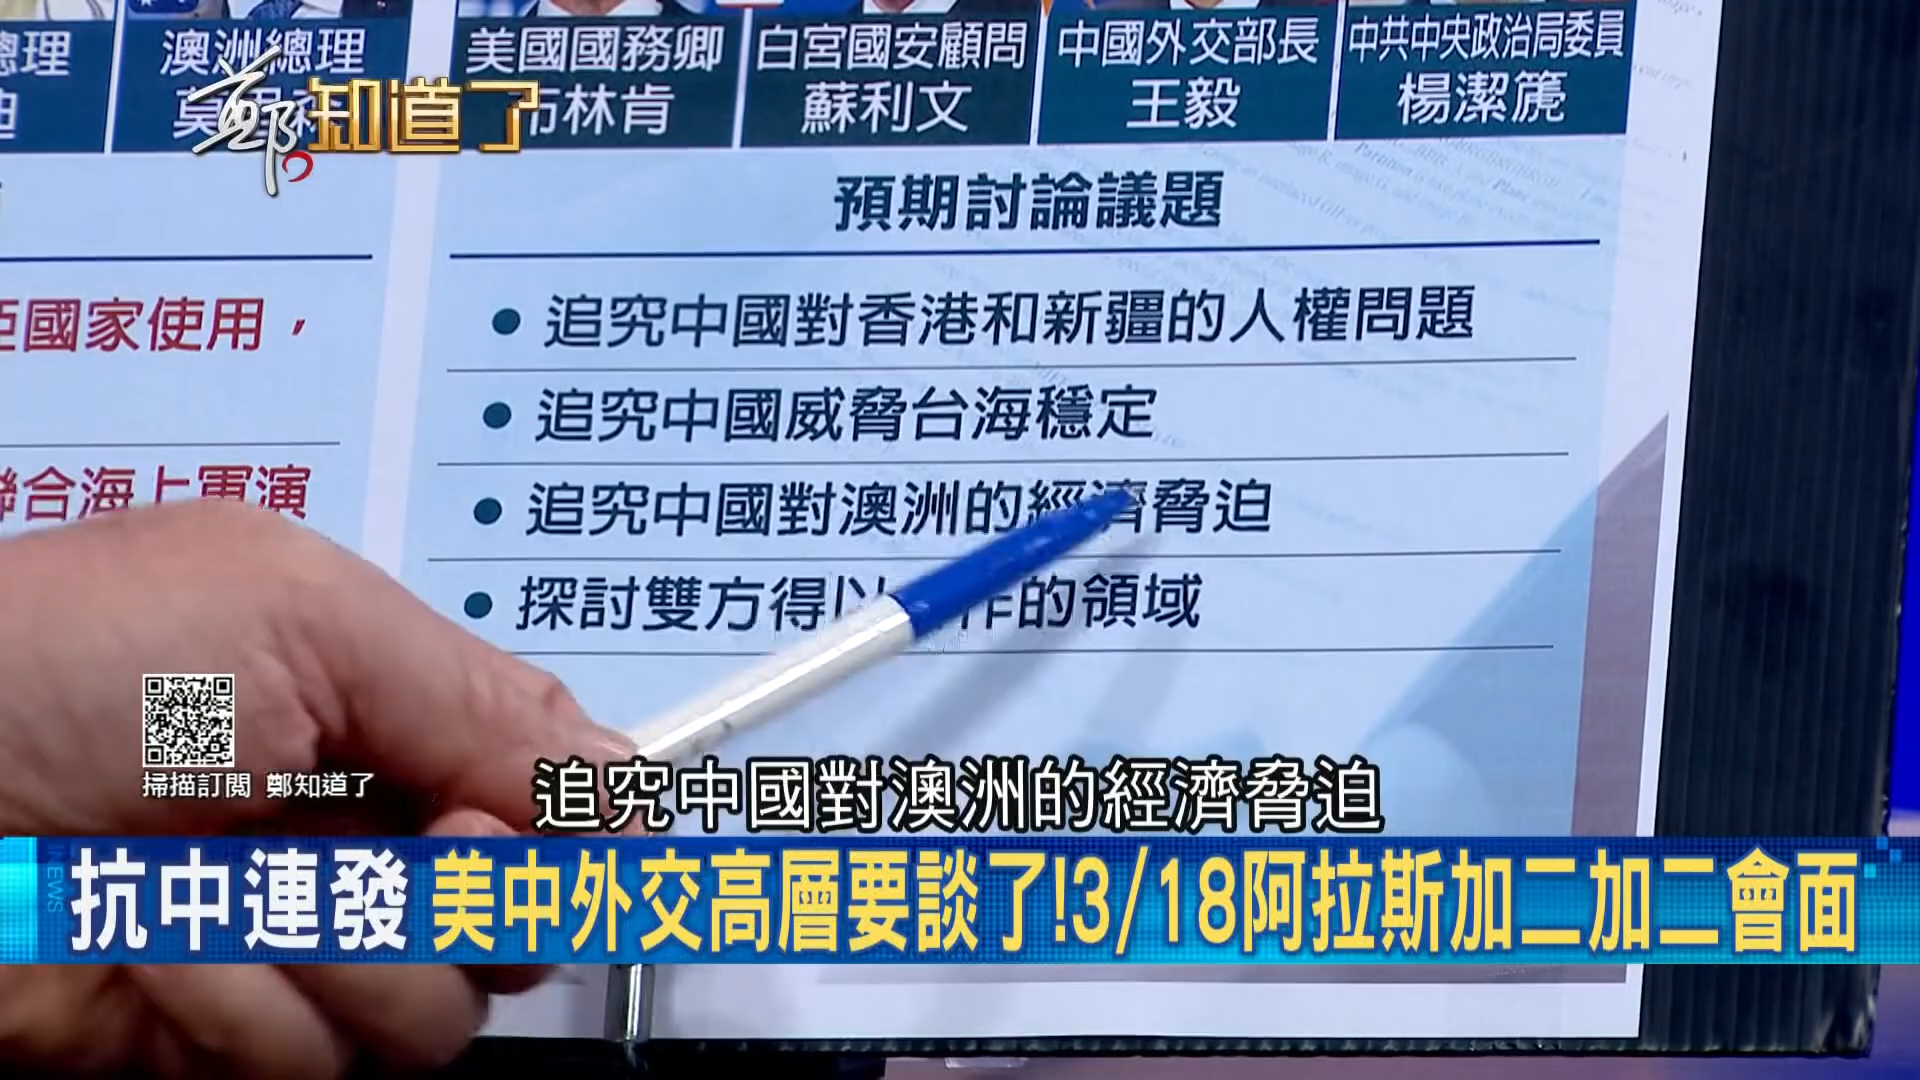 總理
澳洲總理
美國國務卿
布林肯
白宮國安顧問
蘇利文
中國外交部長
王毅
中共中央政治局委員
楊潔篪
鄭知道了
預期討論議題
國家使用，
聯合海上軍演
• 追究中國對香港和新疆的人權問題
• 追究中國威脅台海穩定
• 追究中國對澳洲的經濟脅迫
• 探討雙方得以作的領域
掃描訂閱 鄭知道了
追究中國對澳洲的經濟脅迫
NEWS
抗中連發 美中外交高層要談了!3/18阿拉斯加二加二會面